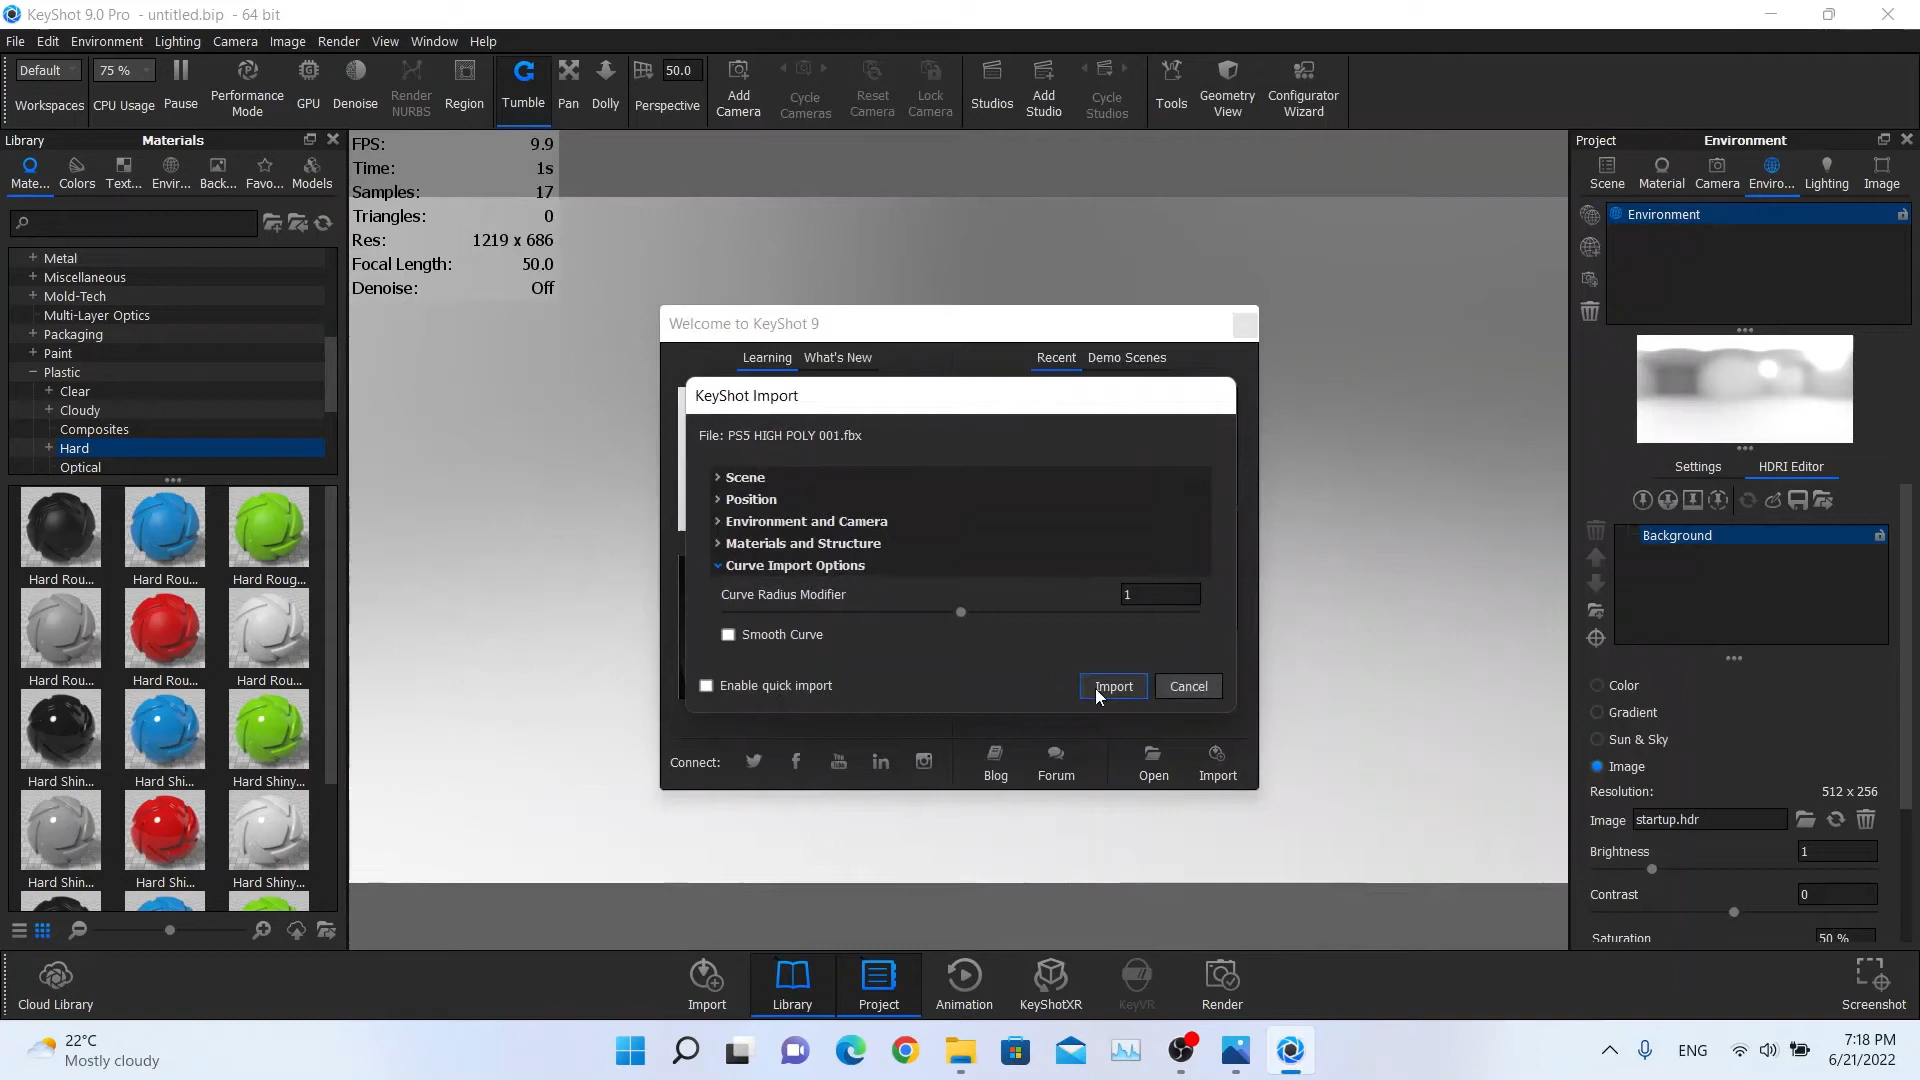 KeyShot 9.0 Pro - untitled.bip - 64 bit
File Edit Environment Lighting Camera Image Render View Window Help
Default
Workspaces
75 %
CPU Usage
Pause
Performance
Mode
GPU
Denoise
Render
NURBS
Region
Tumble
Pan
Dolly
50.0
Perspective
Add
Camera
Cycle
Cameras
Reset
Camera
Lock
Camera
Studios
Add
Studio
Cycle
Studios
Tools
Geometry
View
Configurator
Wizard
Library
Materials
Mate... Colors Text... Envir... Back... Favo... Models
Metal
Miscellaneous
Mold-Tech
Multi-Layer Optics
Packaging
Paint
Plastic
Clear
Cloudy
Composites
Hard
Optical
Hard Rou... Hard Rou... Hard Roug...
Hard Rou... Hard Rou... Hard Rou...
Hard Shin... Hard Shi... Hard Shiny...
Hard Shin... Hard Shi... Hard Shiny...
FPS: 9.9
Time: 1s
Samples: 17
Triangles: 0
Res: 1219 x 686
Focal Length: 50.0
Denoise: Off
Welcome to KeyShot 9
Learning What's New
Recent Demo Scenes
KeyShot Import
File: PS5 HIGH POLY 001.fbx
Scene
Position
Environment and Camera
Materials and Structure
Curve Import Options
Curve Radius Modifier 1
Smooth Curve
Enable quick import
Import Cancel
Connect:
You
Tube
in
Blog
Forum
Open
Import
Project
Environment
Scene Material Camera Enviro... Lighting Image
Environment
Settings HDRI Editor
Background
Color
Gradient
Sun & Sky
Image
Resolution: 512 x 256
Image startup.hdr
Brightness 1
Contrast 0
Saturation 50 %
Cloud Library
Import
Library
Project
Animation
KeyShotXR
KeyVR
Render
Screenshot
22°C
Mostly cloudy
ENG
7:18 PM
6/21/2022